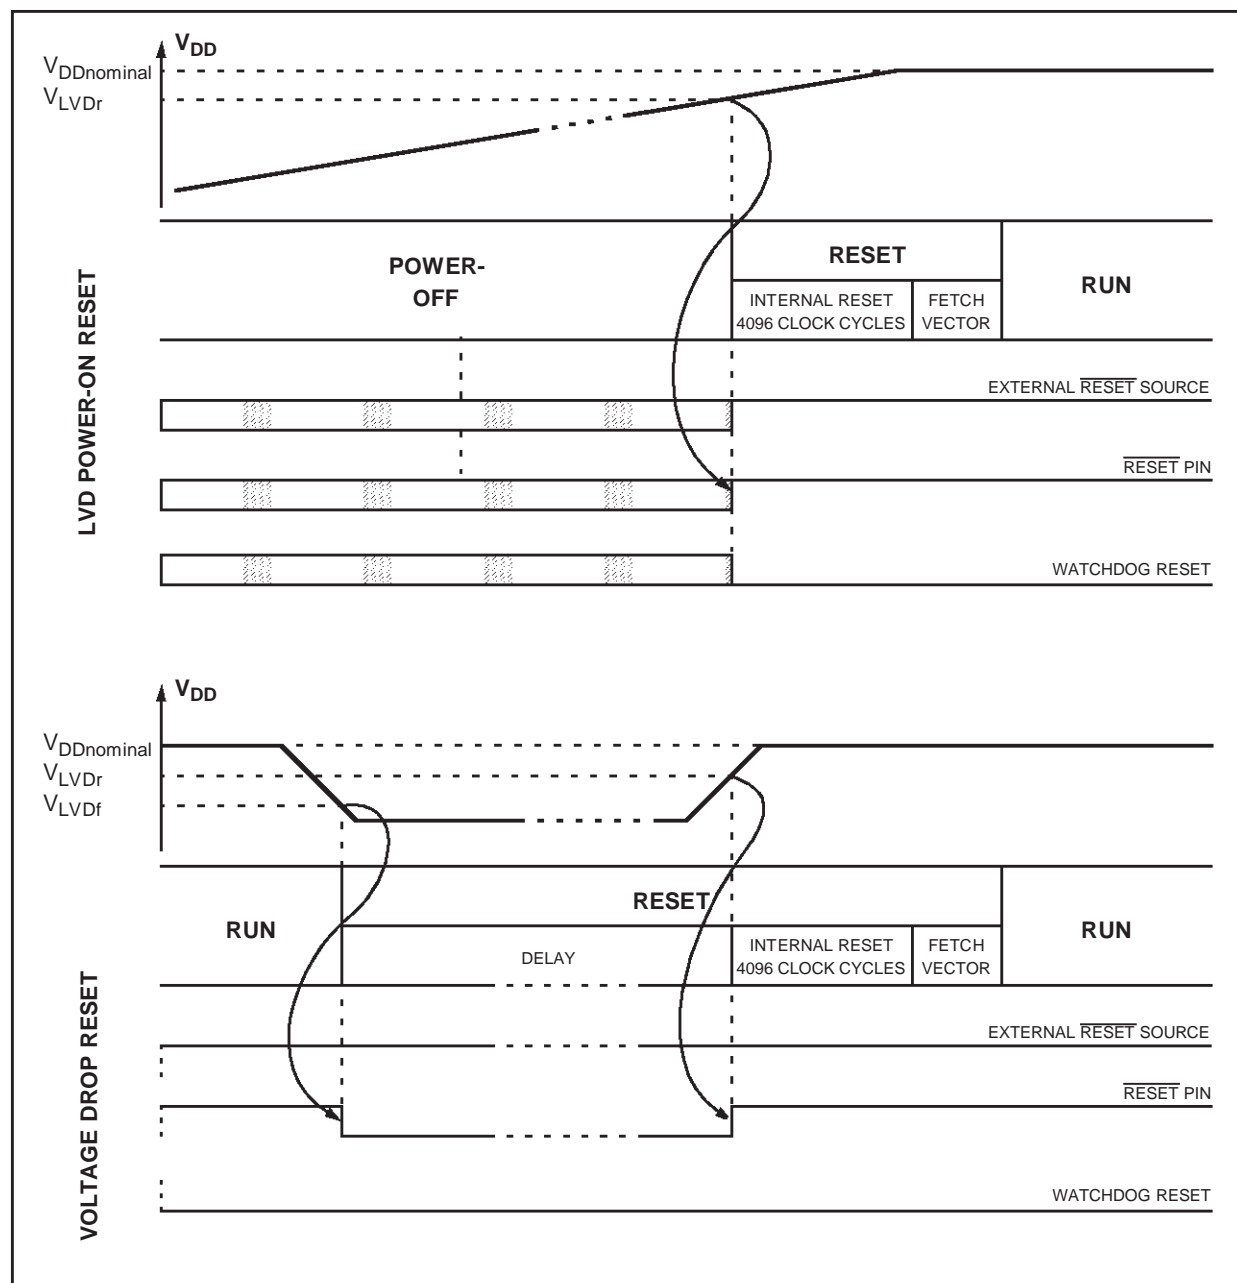 VDD
VDDnominal
VLVDr
LVD POWER-ON RESET
POWER-
OFF
RESET
INTERNAL RESET
4096 CLOCK CYCLES
FETCH
VECTOR
RUN
EXTERNAL RESET SOURCE
RESET PIN
WATCHDOG RESET
VDD
VDDnominal
VLVDr
VLVDf
VOLTAGE DROP RESET
RUN
RESET
DELAY
INTERNAL RESET
4096 CLOCK CYCLES
FETCH
VECTOR
RUN
EXTERNAL RESET SOURCE
RESET PIN
WATCHDOG RESET